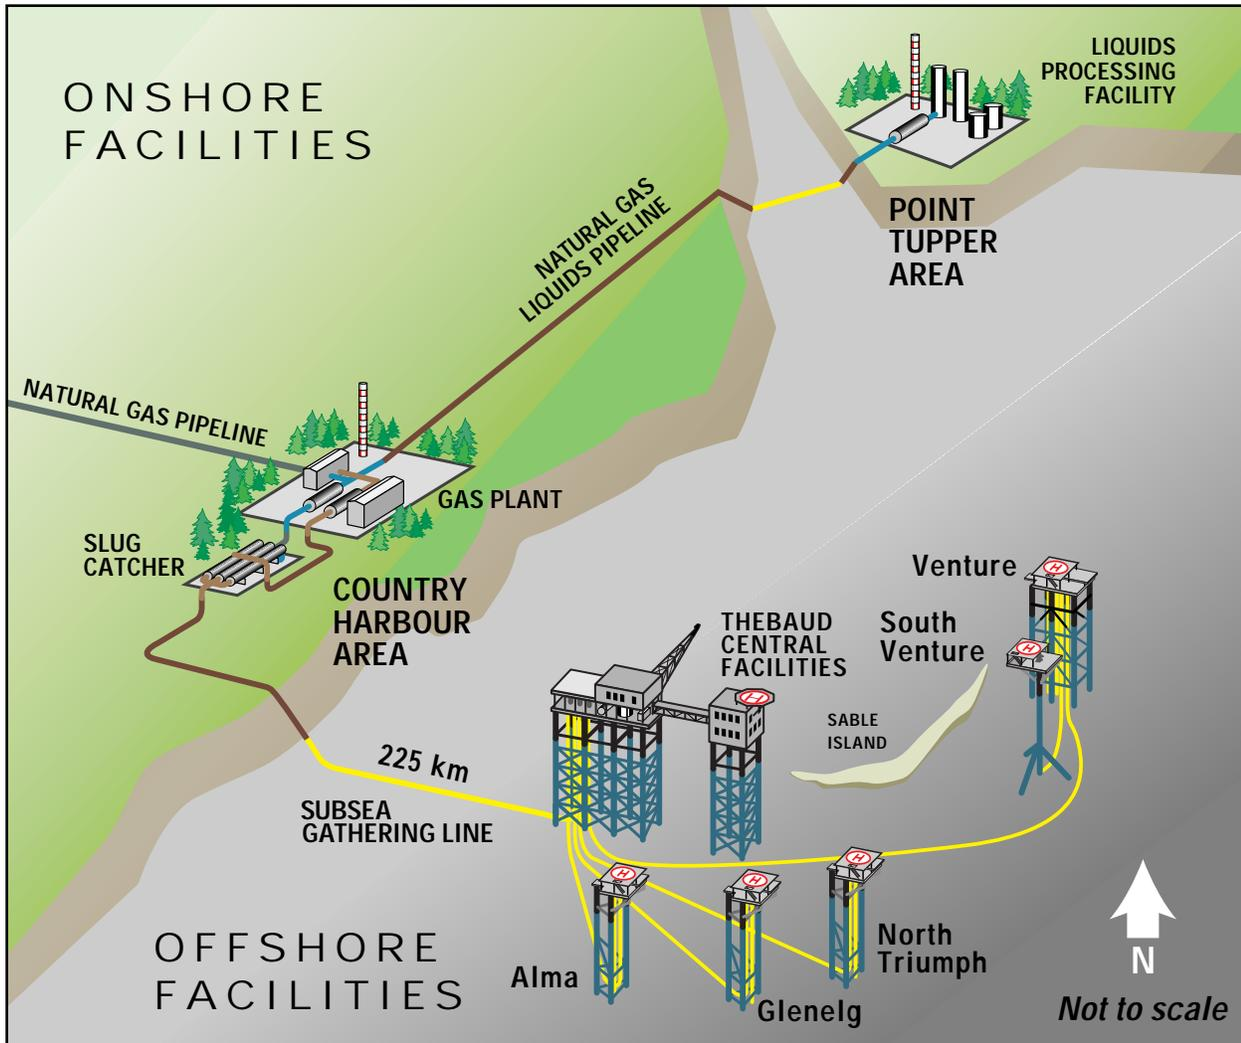 ONSHORE
FACILITIES
LIQUIDS
PROCESSING
FACILITY
NATURAL GAS
LIQUIDS PIPELINE
POINT
TUPPER
AREA
NATURAL GAS PIPELINE
GAS PLANT
SLUG
CATCHER
COUNTRY
HARBOUR
AREA
Venture
H
South
Venture
H
THEBAUD
CENTRAL
FACILITIES
H
SABLE
ISLAND
225 km
SUBSEA
GATHERING LINE
H
H
H
OFFSHORE
FACILITIES
Alma
Glenelg
North
Triumph
N
Not to scale